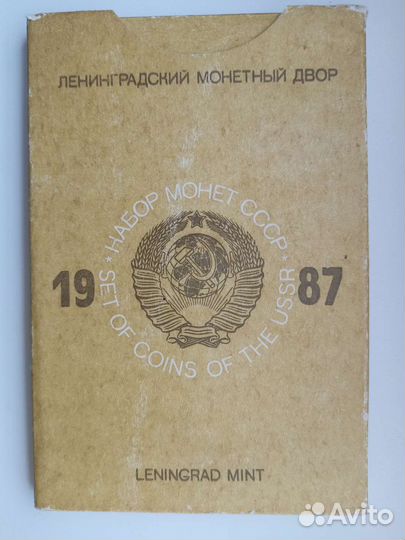 ЛЕНИНГРАДСКИЙ МОНЕТНЫЙ ДВОР
* НАБОР МОНЕТ СССР *
19 87
SET OF COINS OF THE USSR
LENINGRAD MINT
Avito